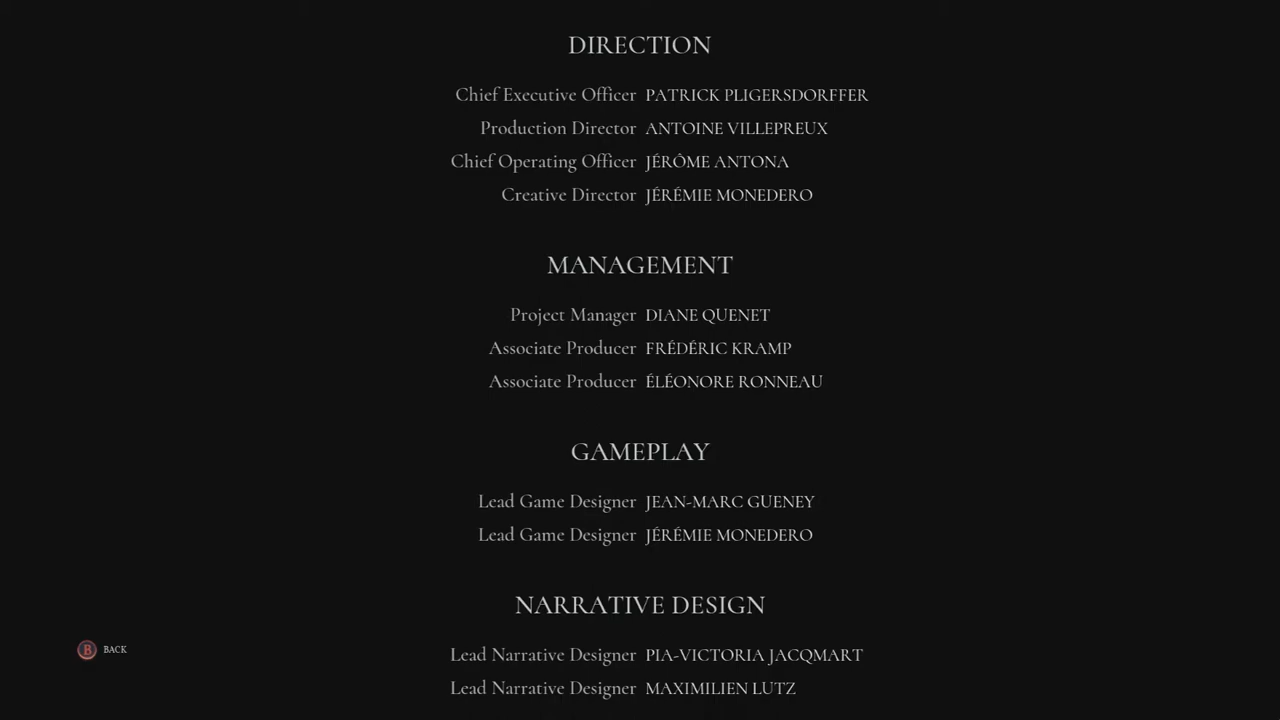 DIRECTION
Chief Executive Officer PATRICK PLIGERSDORFFER
Production Director ANTOINE VILLEPREUX
Chief Operating Officer JÉRÔME ANTONA
Creative Director JÉRÉMIE MONEDERO
MANAGEMENT
Project Manager DIANE QUENET
Associate Producer FRÉDÉRIC KRAMP
Associate Producer ÉLÉONORE RONNEAU
GAMEPLAY
Lead Game Designer JEAN-MARC GUENEY
Lead Game Designer JÉRÉMIE MONEDERO
NARRATIVE DESIGN
B BACK
Lead Narrative Designer PIA-VICTORIA JACQMART
Lead Narrative Designer MAXIMILIEN LUTZ